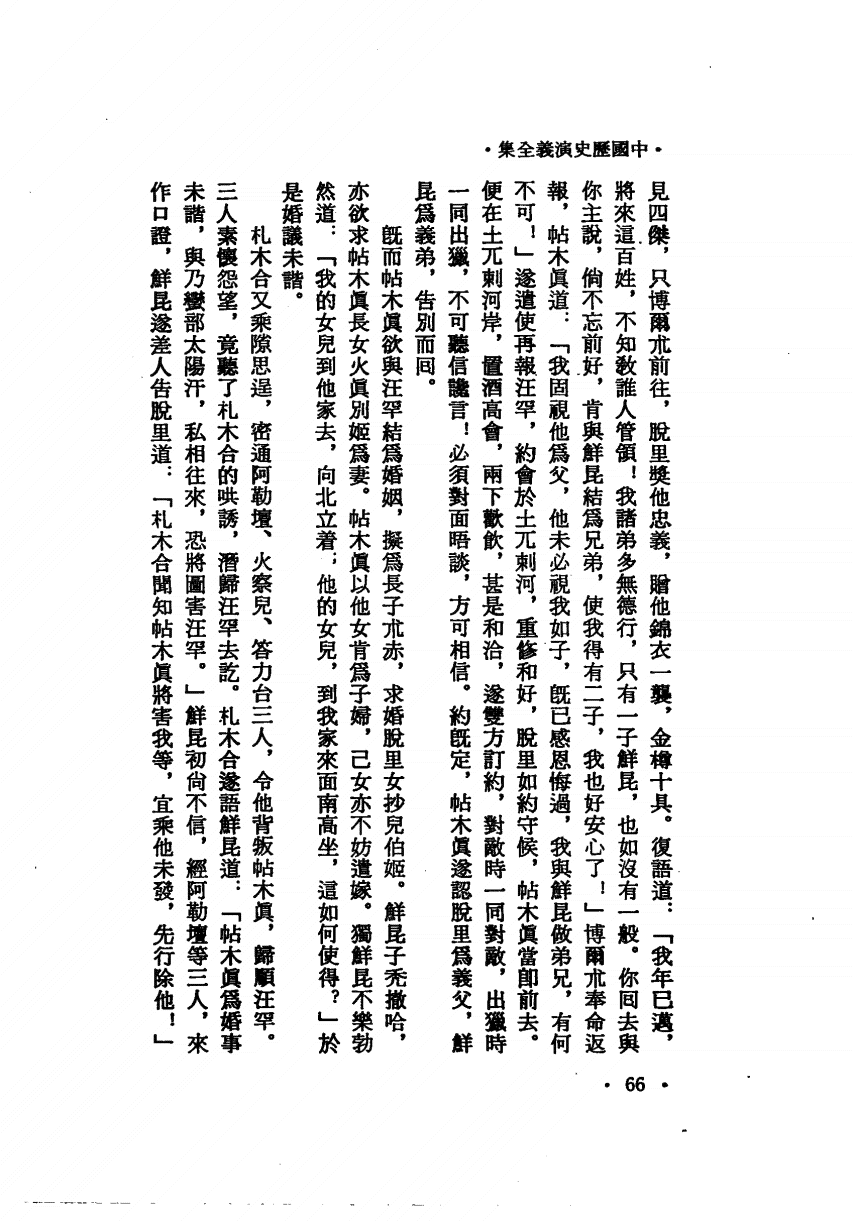 •中國歷史演義全集•
見四傑，只博爾朮前往，脫里獎他忠義，贈他錦衣一襲，金樽十具。復語道：「我年已邁，
將來這百姓，不知教誰人管領！我諸弟多無德行，只有一子鮮昆，也如沒有一般。你回去與
你主說，倘不忘前好，肯與鮮昆結爲兄弟，使我得有二子，我也好安心了！」博爾朮奉命返
報，帖木眞道：「我固視他爲父，他未必視我如子，旣已感恩悔過，我與鮮昆做弟兄，有何
不可！」遂遣使再報汪罕，約會於土兀剌河，重修和好，脫里如約守候，帖木眞當卽前去。
便在土兀剌河岸，置酒高會，兩下歡飲，甚是和洽，遂雙方訂約，對敵時一同對敵，出獵時
一同出獵，不可聽信讒言！必須對面晤談，方可相信。約旣定，帖木眞遂認脫里爲義父，鮮
昆爲義弟，告別而回。
旣而帖木眞欲與汪罕結爲婚姻，擬爲長子朮赤，求婚脫里女抄兒伯姬。鮮昆子禿撒哈，
亦欲求帖木眞長女火眞別姬爲妻。帖木眞以他女肯爲子婦，己女亦不妨遣嫁。獨鮮昆不樂勃
然道：「我的女兒到他家去，向北立着；他的女兒，到我家來面南高坐，這如何使得？」於
是婚議未諧。
札木合又乘隙思逞，密通阿勒壇、火察兒、答力台三人，令他背叛帖木眞，歸順汪罕。
三人素懷怨望，竟聽了札木合的哄誘，潛歸汪罕去訖。札木合遂語鮮昆道：「帖木眞爲婚事
未諧，與乃蠻部太陽汗，私相往來，恐將圖害汪罕。」鮮昆初尙不信，經阿勒壇等三人，來
作口證，鮮昆遂差人告脫里道：「札木合聞知帖木眞將害我等，宜乘他未發，先行除他！」
•66•